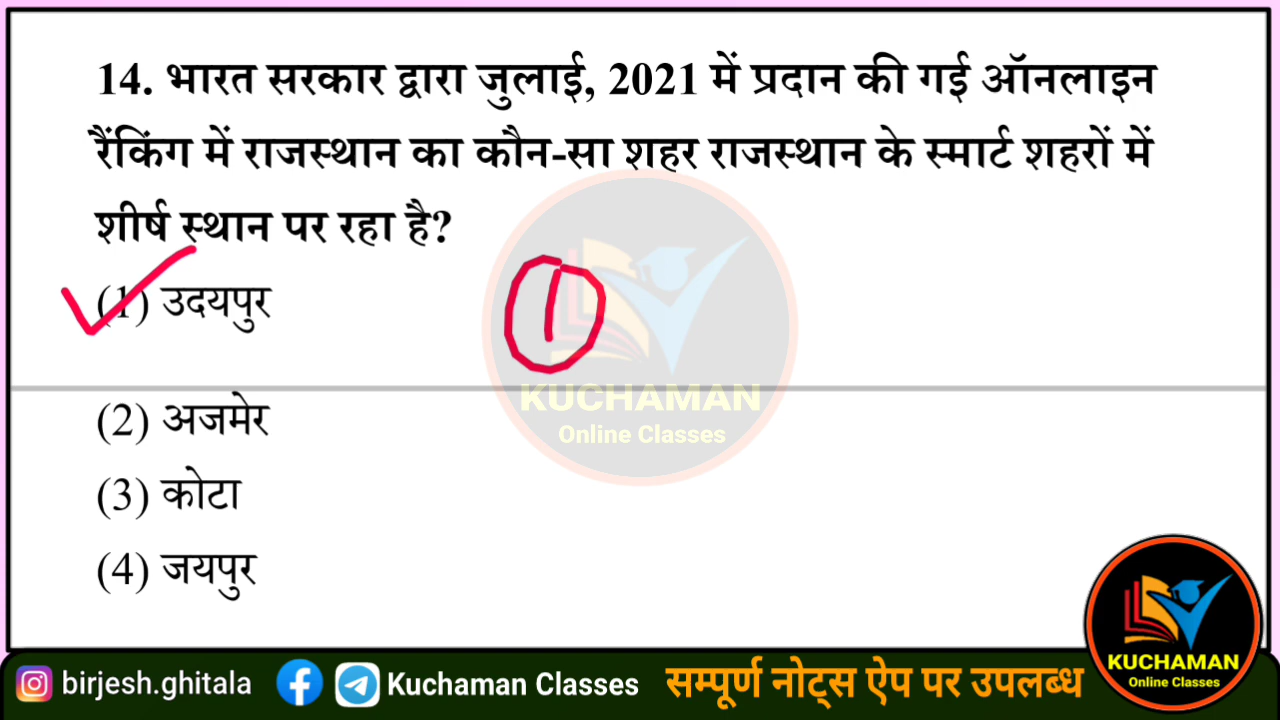 14. भारत सरकार द्वारा जुलाई, 2021 में प्रदान की गई ऑनलाइन
रैंकिंग में राजस्थान का कौन-सा शहर राजस्थान के स्मार्ट शहरों में
शीर्ष स्थान पर रहा है?
(1) उदयपुर
1
(2) अजमेर
(3) कोटा
(4) जयपुर
KUCHAMAN
Online Classes
KUCHAMAN
Online Classes
birjesh.ghitala
Kuchaman Classes
सम्पूर्ण नोट्स ऐप पर उपलब्ध